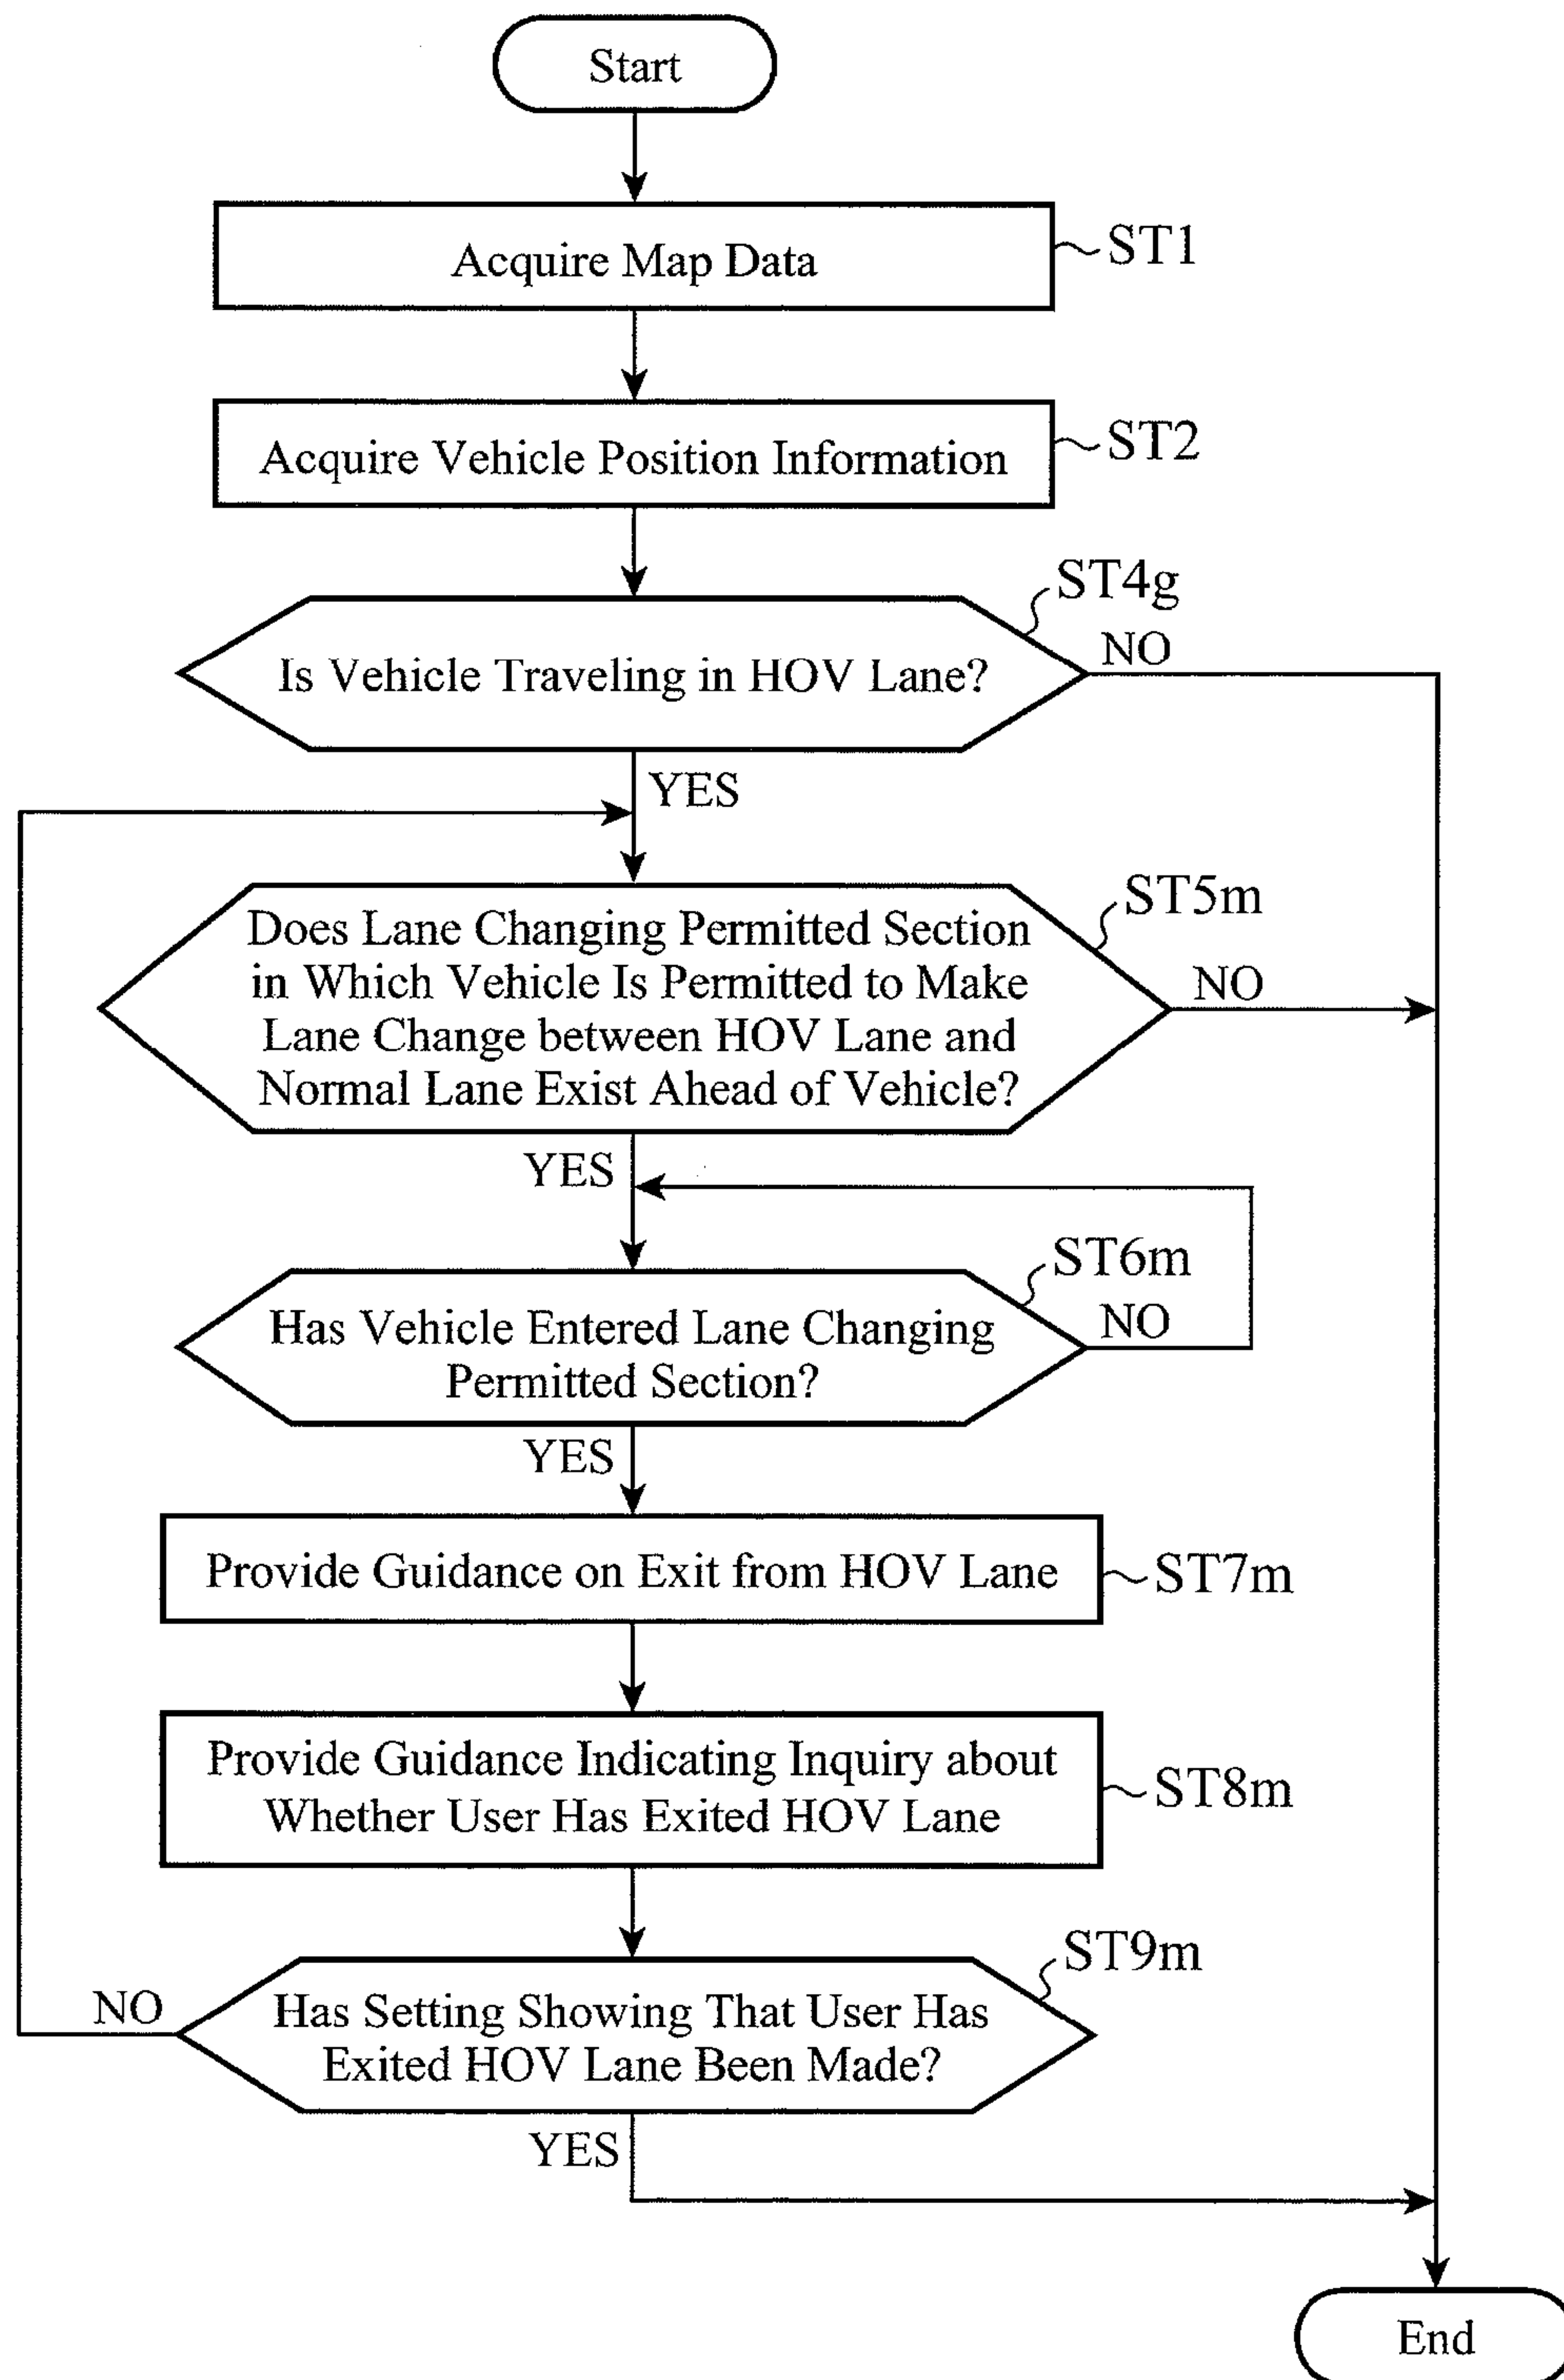 Start
Acquire Map Data
ST1
Acquire Vehicle Position Information
ST2
ST4g
Is Vehicle Traveling in HOV Lane?
NO
YES
ST5m
Does Lane Changing Permitted Section
in Which Vehicle Is Permitted to Make
Lane Change between HOV Lane and
Normal Lane Exist Ahead of Vehicle?
NO
YES
ST6m
Has Vehicle Entered Lane Changing
Permitted Section?
NO
YES
Provide Guidance on Exit from HOV Lane
ST7m
Provide Guidance Indicating Inquiry about
Whether User Has Exited HOV Lane
ST8m
ST9m
Has Setting Showing That User Has
Exited HOV Lane Been Made?
NO
YES
End